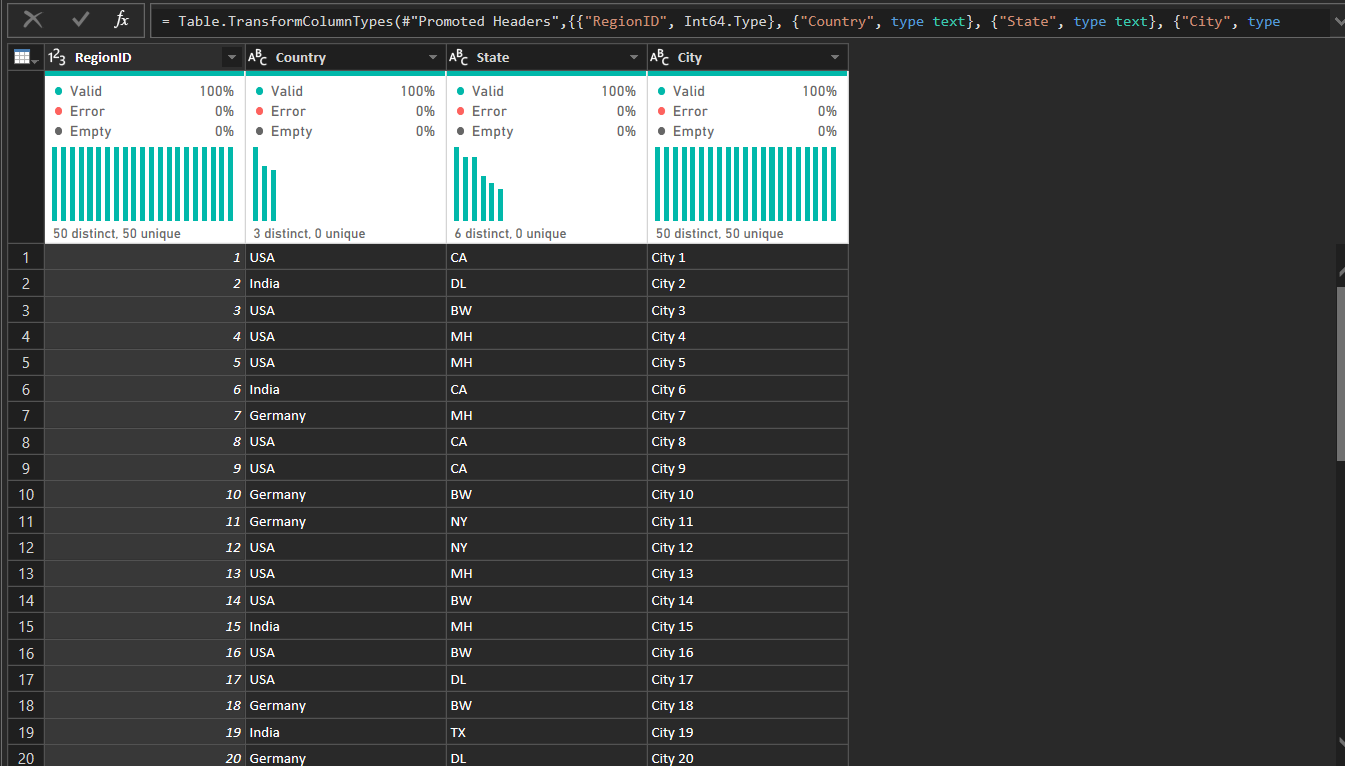 fx = Table.TransformColumnTypes(#"Promoted Headers",{{"RegionID", Int64.Type}, {"Country", type text}, {"State", type text}, {"City", type
123 RegionID ABC Country ABC State ABC City
Valid 100% Valid 100% Valid 100% Valid 100%
Error 0% Error 0% Error 0% Error 0%
Empty 0% Empty 0% Empty 0% Empty 0%
50 distinct, 50 unique 3 distinct, 0 unique 6 distinct, 0 unique 50 distinct, 50 unique
1 1 USA CA City 1
2 2 India DL City 2
3 3 USA BW City 3
4 4 USA MH City 4
5 5 USA MH City 5
6 6 India CA City 6
7 7 Germany MH City 7
8 8 USA CA City 8
9 9 USA CA City 9
10 10 Germany BW City 10
11 11 Germany NY City 11
12 12 USA NY City 12
13 13 USA MH City 13
14 14 USA BW City 14
15 15 India MH City 15
16 16 USA BW City 16
17 17 USA DL City 17
18 18 Germany BW City 18
19 19 India TX City 19
20 20 Germany DL City 20